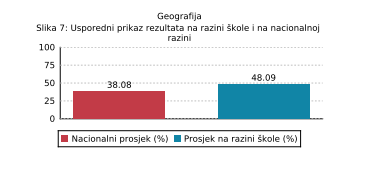 Geografija
Slika 7: Usporedni prikaz rezultata na razini škole i na nacionalnoj
razini
100
75
50
25
0
38.08
48.09
Nacionalni prosjek (%) Prosjek na razini škole (%)